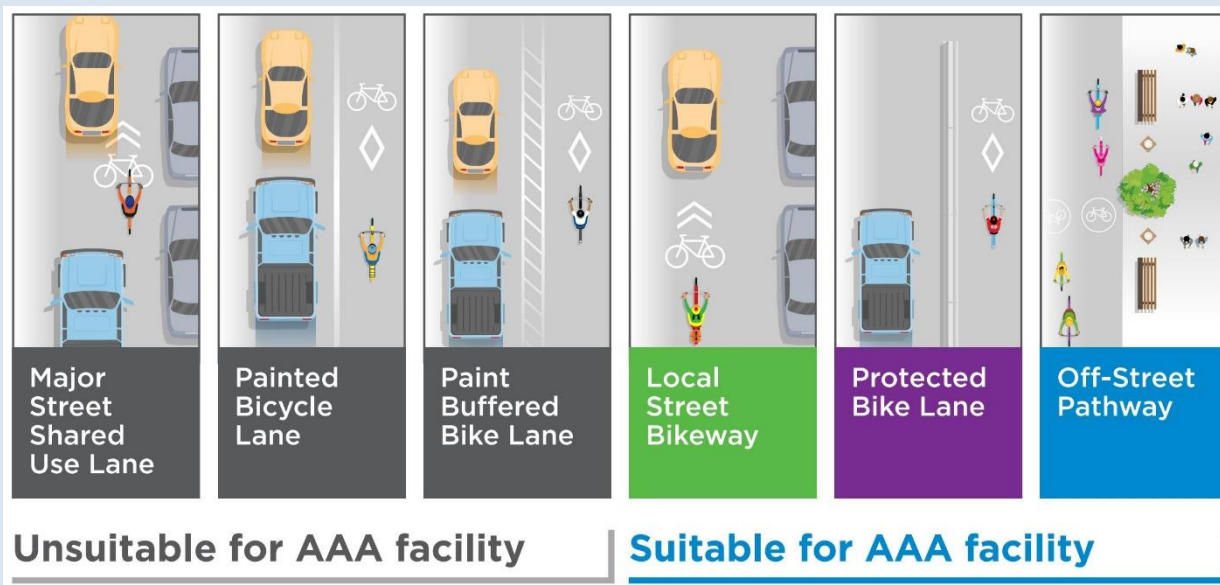 Major
Street
Shared
Use Lane
Painted
Bicycle
Lane
Paint
Buffered
Bike Lane
Local
Street
Bikeway
Protected
Bike Lane
Off-Street
Pathway
Unsuitable for AAA facility
Suitable for AAA facility